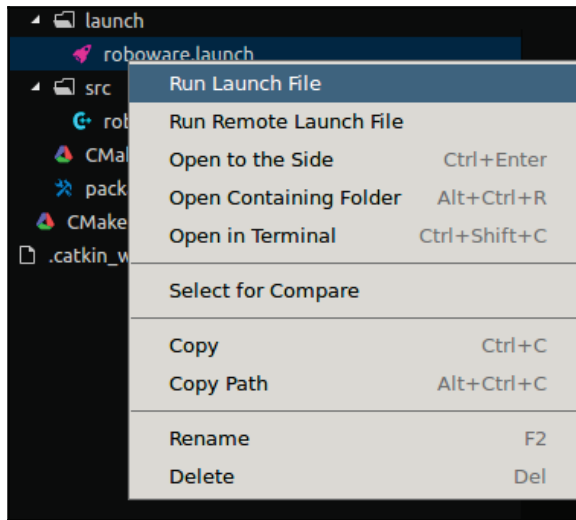 launch
roboware.launch
Run Launch File
src
Run Remote Launch File
Open to the Side Ctrl+Enter
Open Containing Folder Alt+Ctrl+R
Open in Terminal Ctrl+Shift+C
.catkin_w
Select for Compare
Copy Ctrl+C
Copy Path Alt+Ctrl+C
Rename F2
Delete Del